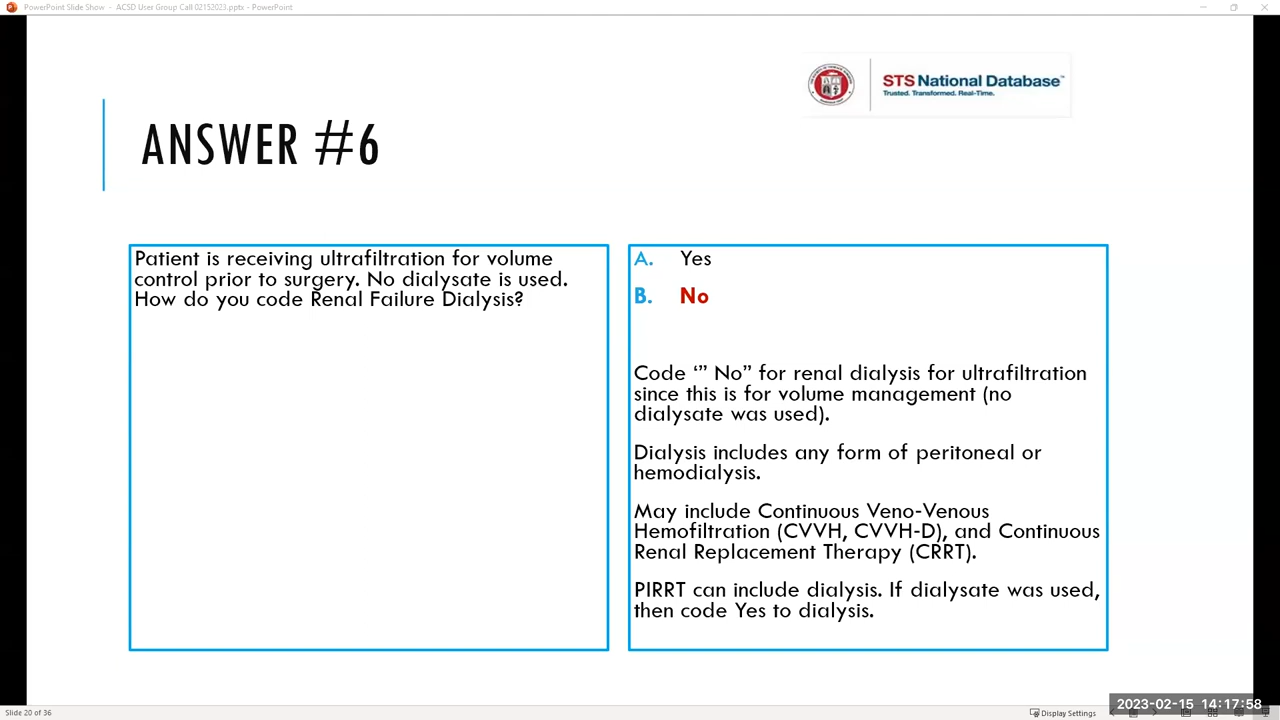 PowerPoint Slide Show - ACSD User Group Call 02152023.pptx - PowerPoint
STS National Database™
Trusted. Transformed. Real-Time.
ANSWER #6
Patient is receiving ultrafiltration for volume
control prior to surgery. No dialysate is used.
How do you code Renal Failure Dialysis?
A. Yes
B. No
Code ‘” No” for renal dialysis for ultrafiltration
since this is for volume management (no
dialysate was used).
Dialysis includes any form of peritoneal or
hemodialysis.
May include Continuous Veno-Venous
Hemofiltration (CVVH, CVVH-D), and Continuous
Renal Replacement Therapy (CRRT).
PIRRT can include dialysis. If dialysate was used,
then code Yes to dialysis.
Slide 20 of 36
Display Settings
2023-02-15 14:17:58